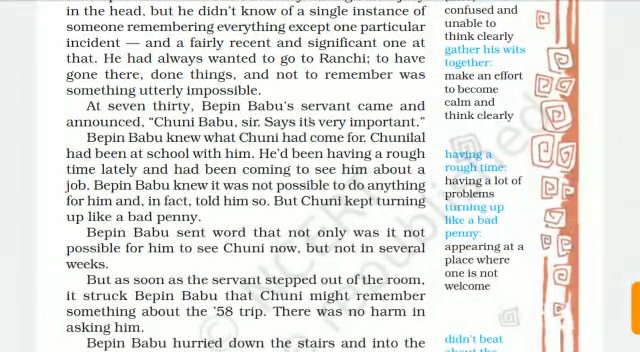 in the head, but he didn't know of a single instance of
someone remembering everything except one particular
incident — and a fairly recent and significant one at
that. He had always wanted to go to Ranchi; to have
gone there, done things, and not to remember was
something utterly impossible.
At seven thirty, Bepin Babu's servant came and
announced, “Chuni Babu, sir. Says it's very important.”
Bepin Babu knew what Chuni had come for. Chunilal
had been at school with him. He'd been having a rough
time lately and had been coming to see him about a
job. Bepin Babu knew it was not possible to do anything
for him and, in fact, told him so. But Chuni kept turning
up like a bad penny.
Bepin Babu sent word that not only was it not
possible for him to see Chuni now, but not in several
weeks.
But as soon as the servant stepped out of the room,
it struck Bepin Babu that Chuni might remember
something about the '58 trip. There was no harm in
asking him.
Bepin Babu hurried down the stairs and into the
confused and
unable to
think clearly
gather his wits
together:
make an effort
to become
calm and
think clearly
having a
rough time:
having a lot of
problems
turning up
like a bad
penny:
appearing at a
place where
one is not
welcome
didn't beat
about the
© NCERT